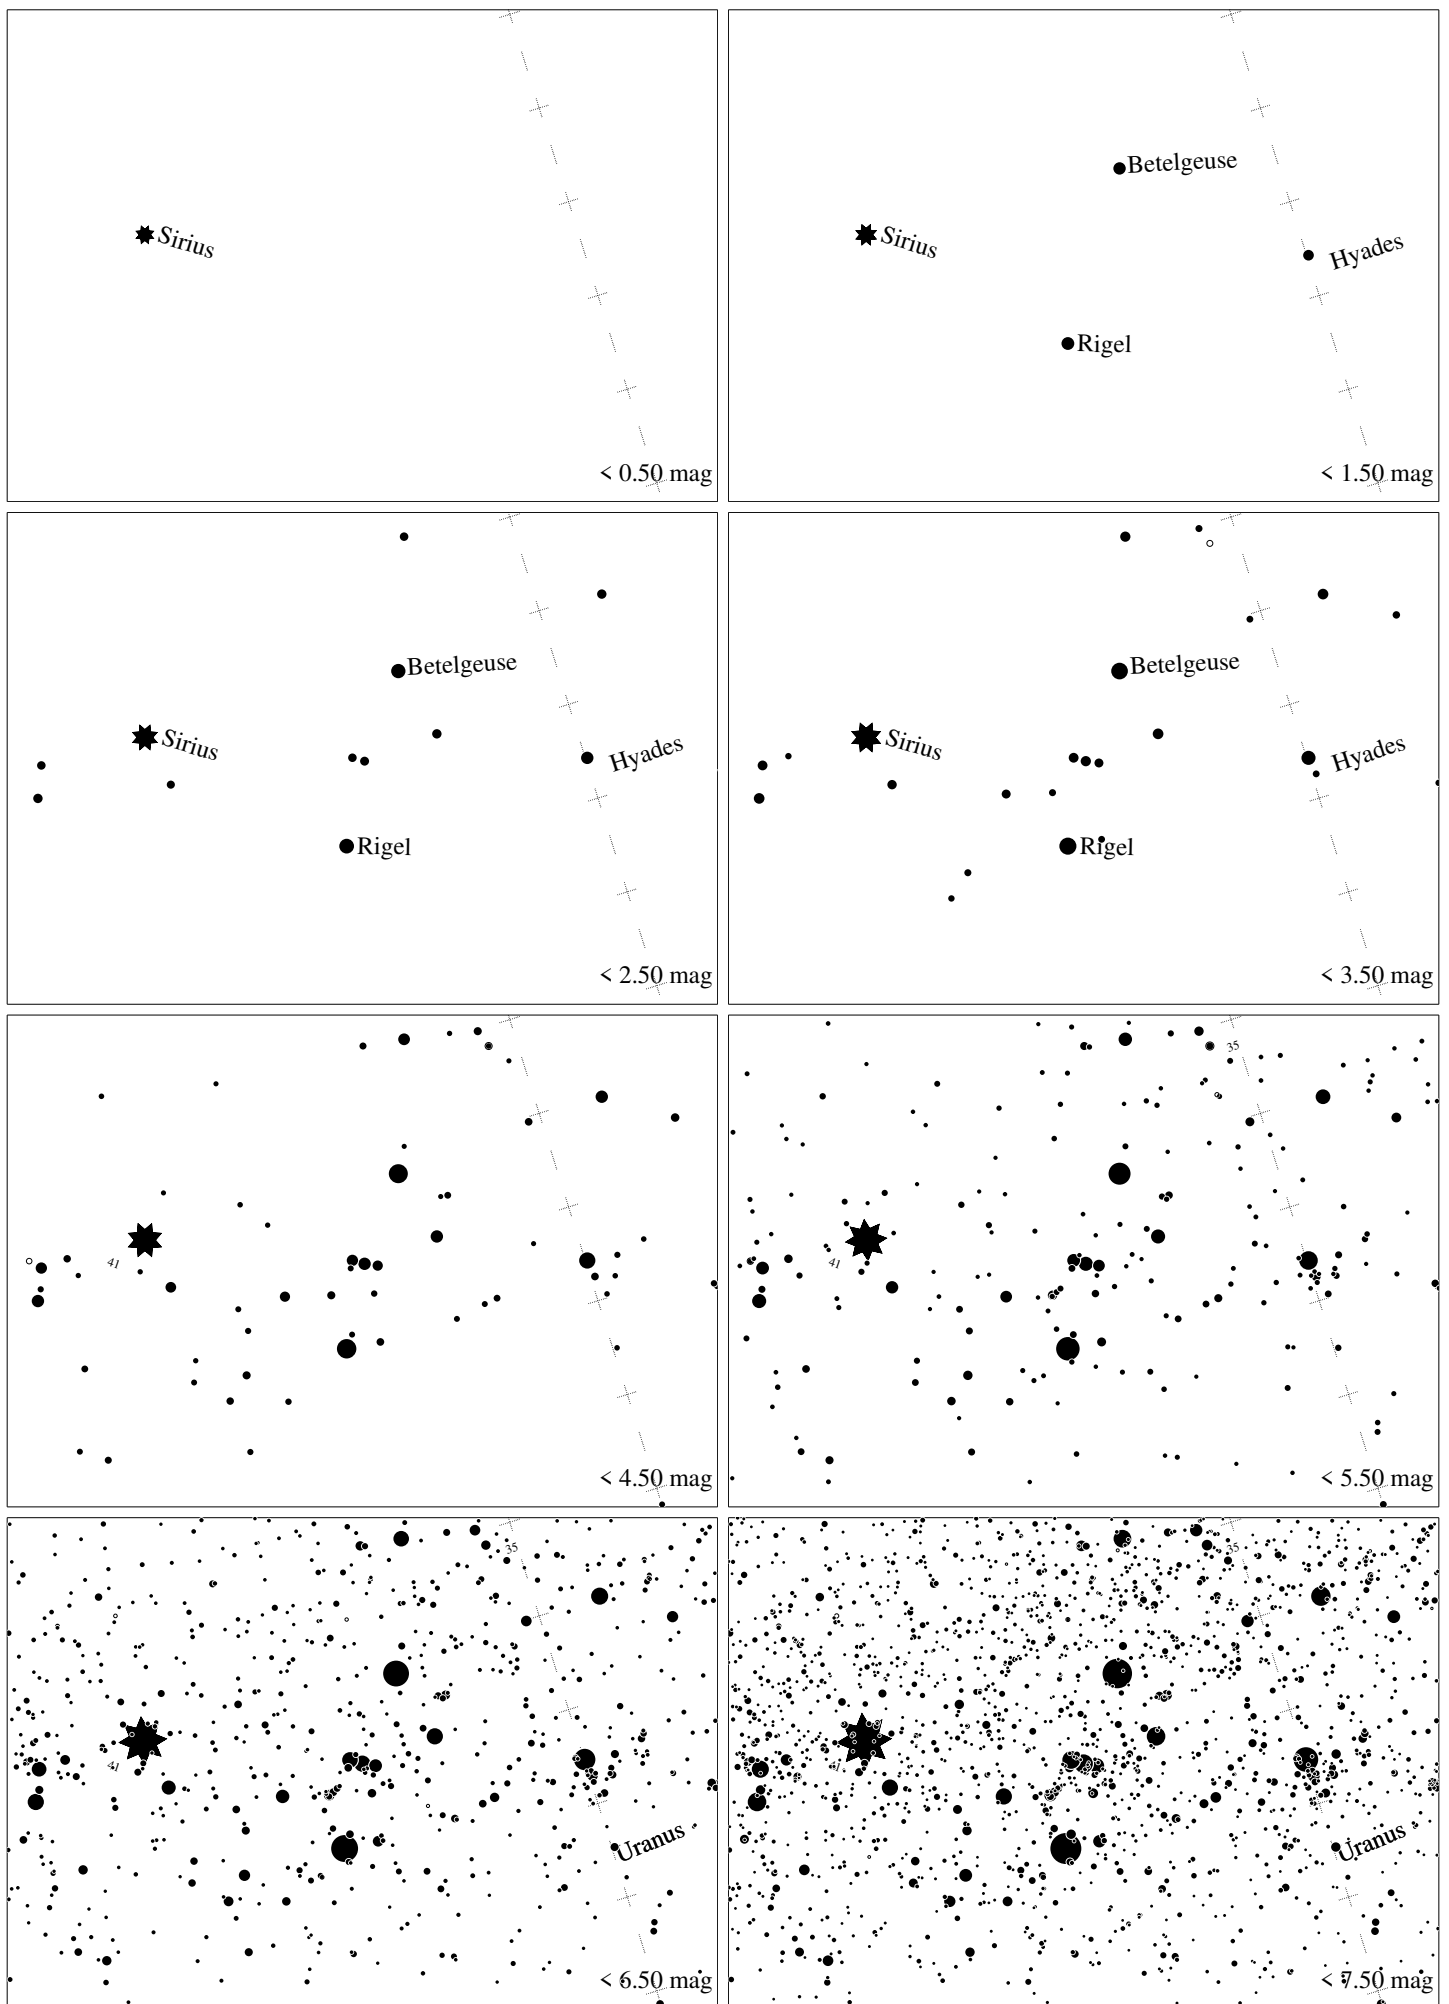 Sirius
< 0.50 mag
Betelgeuse
Sirius
Hyades
Rigel
< 1.50 mag
Betelgeuse
Sirius
Hyades
Rigel
< 2.50 mag
Betelgeuse
Sirius
Hyades
Rigel
< 3.50 mag
41
< 4.50 mag
35
41
< 5.50 mag
35
41
Uranus
< 6.50 mag
35
41
Uranus
< 7.50 mag